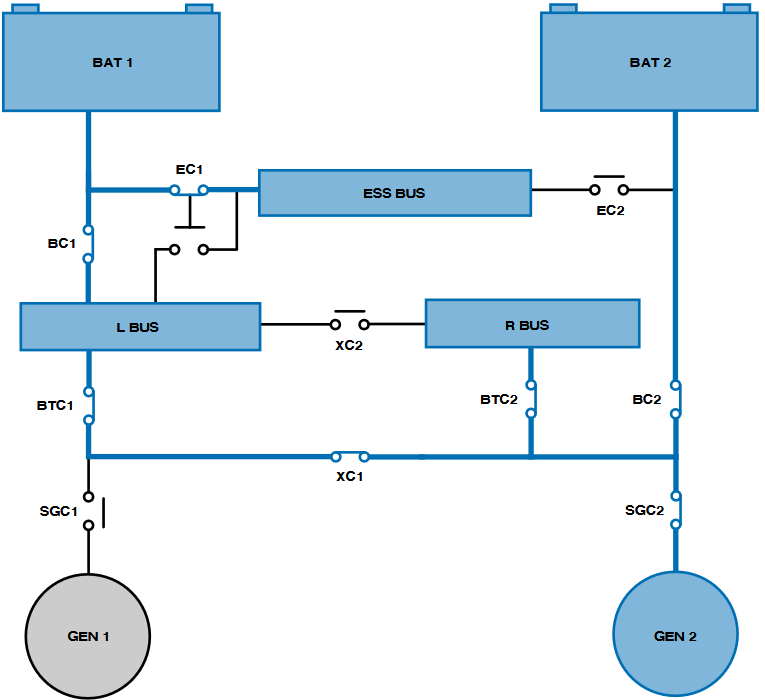 BAT 1
BAT 2
EC1
ESS BUS
EC2
BC1
L BUS
XC2
R BUS
BTC1
BTC2
BC2
XC1
SGC1
SGC2
GEN 1
GEN 2